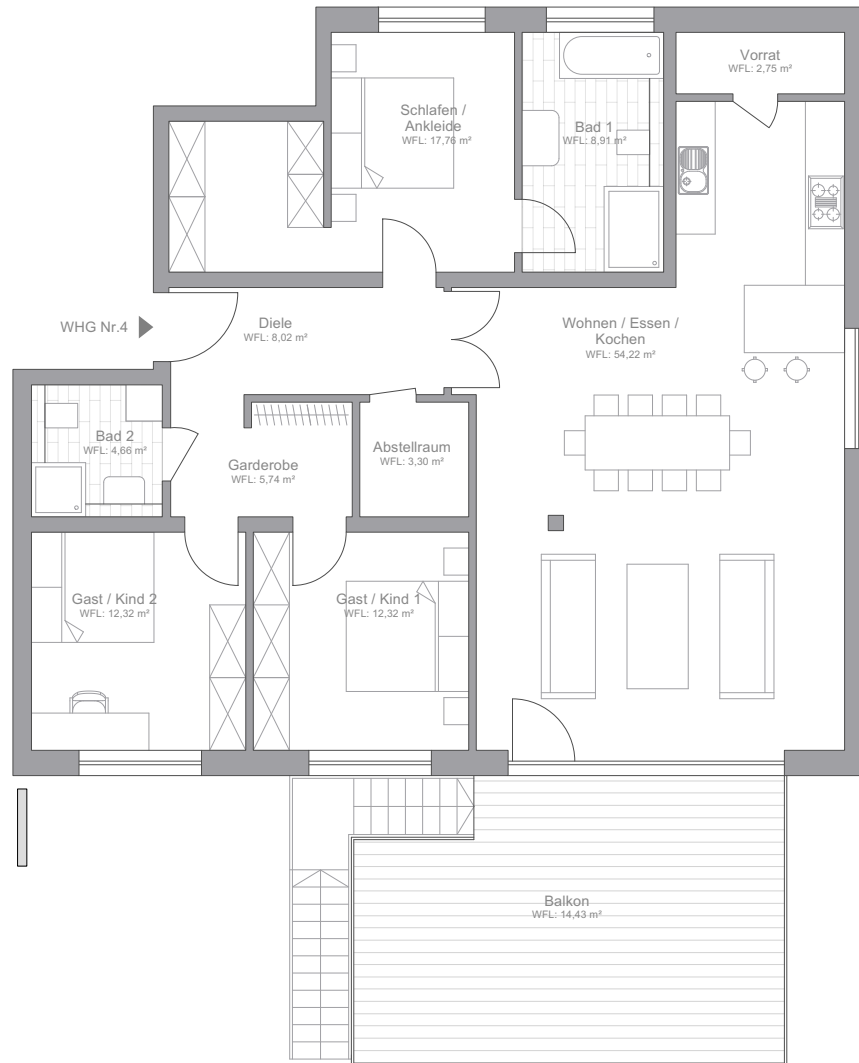 Vorrat
WFL: 2,75 m²
Schlafen /
Ankleide
WFL: 17,76 m²
Bad 1
WFL: 8,91 m²
WHG Nr.4
Diele
WFL: 8,02 m²
Wohnen / Essen /
Kochen
WFL: 54,22 m²
Bad 2
WFL: 4,66 m²
Garderobe
WFL: 5,74 m²
Abstellraum
WFL: 3,30 m²
Gast / Kind 2
WFL: 12,32 m²
Gast / Kind 1
WFL: 12,32 m²
Balkon
WFL: 14,43 m²